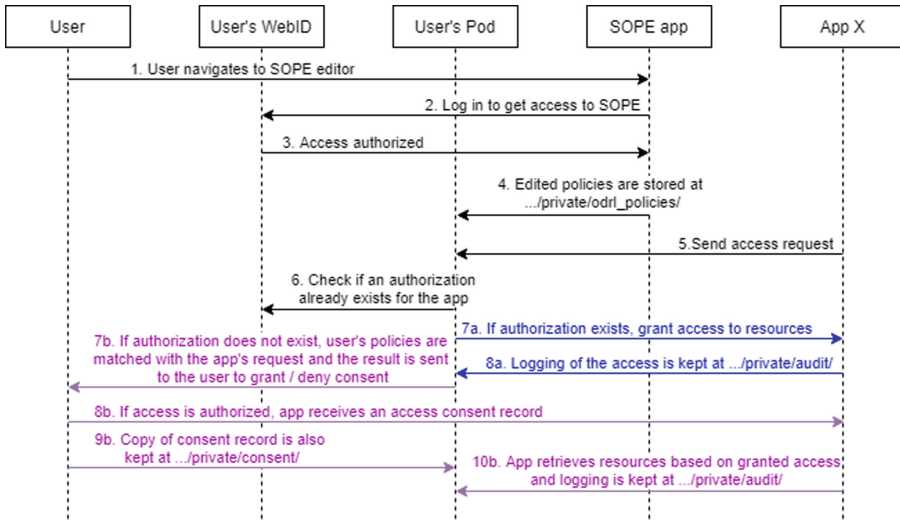 User
User's WebID
User's Pod
SOPE app
App X
1. User navigates to SOPE editor
2. Log in to get access to SOPE
3. Access authorized
4. Edited policies are stored at
.../private/odrl_policies/
5.Send access request
6. Check if an authorization
already exists for the app
7a. If authorization exists, grant access to resources
7b. If authorization does not exist, user's policies are
matched with the app's request and the result is sent
to the user to grant / deny consent
8a. Logging of the access is kept at .../private/audit/
8b. If access is authorized, app receives an access consent record
9b. Copy of consent record is also
kept at .../private/consent/
10b. App retrieves resources based on granted access
and logging is kept at .../private/audit/